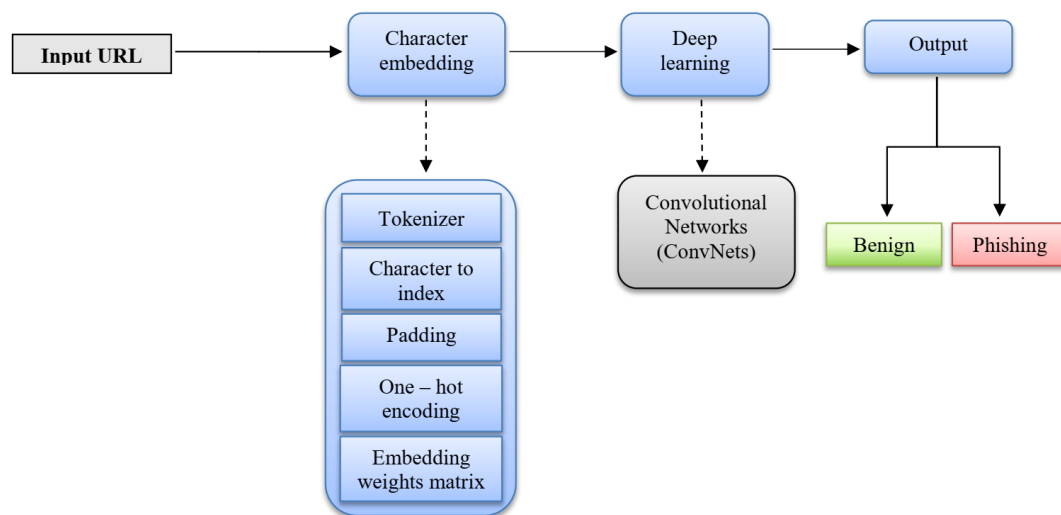 Input URL
Character
embedding
Deep
learning
Output
Tokenizer
Character to
index
Padding
One – hot
encoding
Embedding
weights matrix
Convolutional
Networks
(ConvNets)
Benign
Phishing